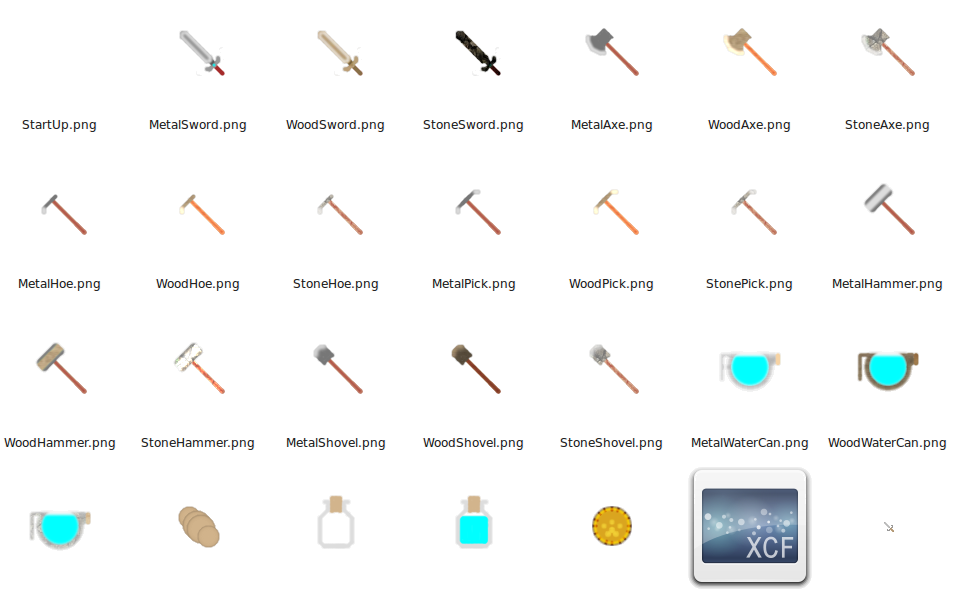 StartUp.png MetalSword.png WoodSword.png StoneSword.png MetalAxe.png WoodAxe.png StoneAxe.png
MetalHoe.png WoodHoe.png StoneHoe.png MetalPick.png WoodPick.png StonePick.png MetalHammer.png
WoodHammer.png StoneHammer.png MetalShovel.png WoodShovel.png StoneShovel.png MetalWaterCan.png WoodWaterCan.png
XCF